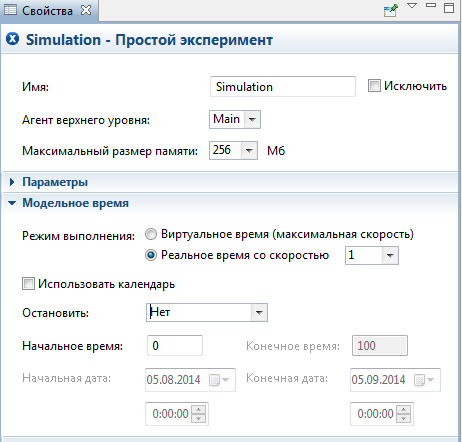 Свойства
Simulation - Простой эксперимент
Имя: Simulation Исключить
Агент верхнего уровня: Main
Максимальный размер памяти: 256 Мб
Параметры
Модельное время
Режим выполнения: Виртуальное время (максимальная скорость)
Реальное время со скоростью 1
Использовать календарь
Остановить: Нет
Начальное время: 0 Конечное время: 100
Начальная дата: 05.08.2014 Конечная дата: 05.09.2014
0:00:00 0:00:00